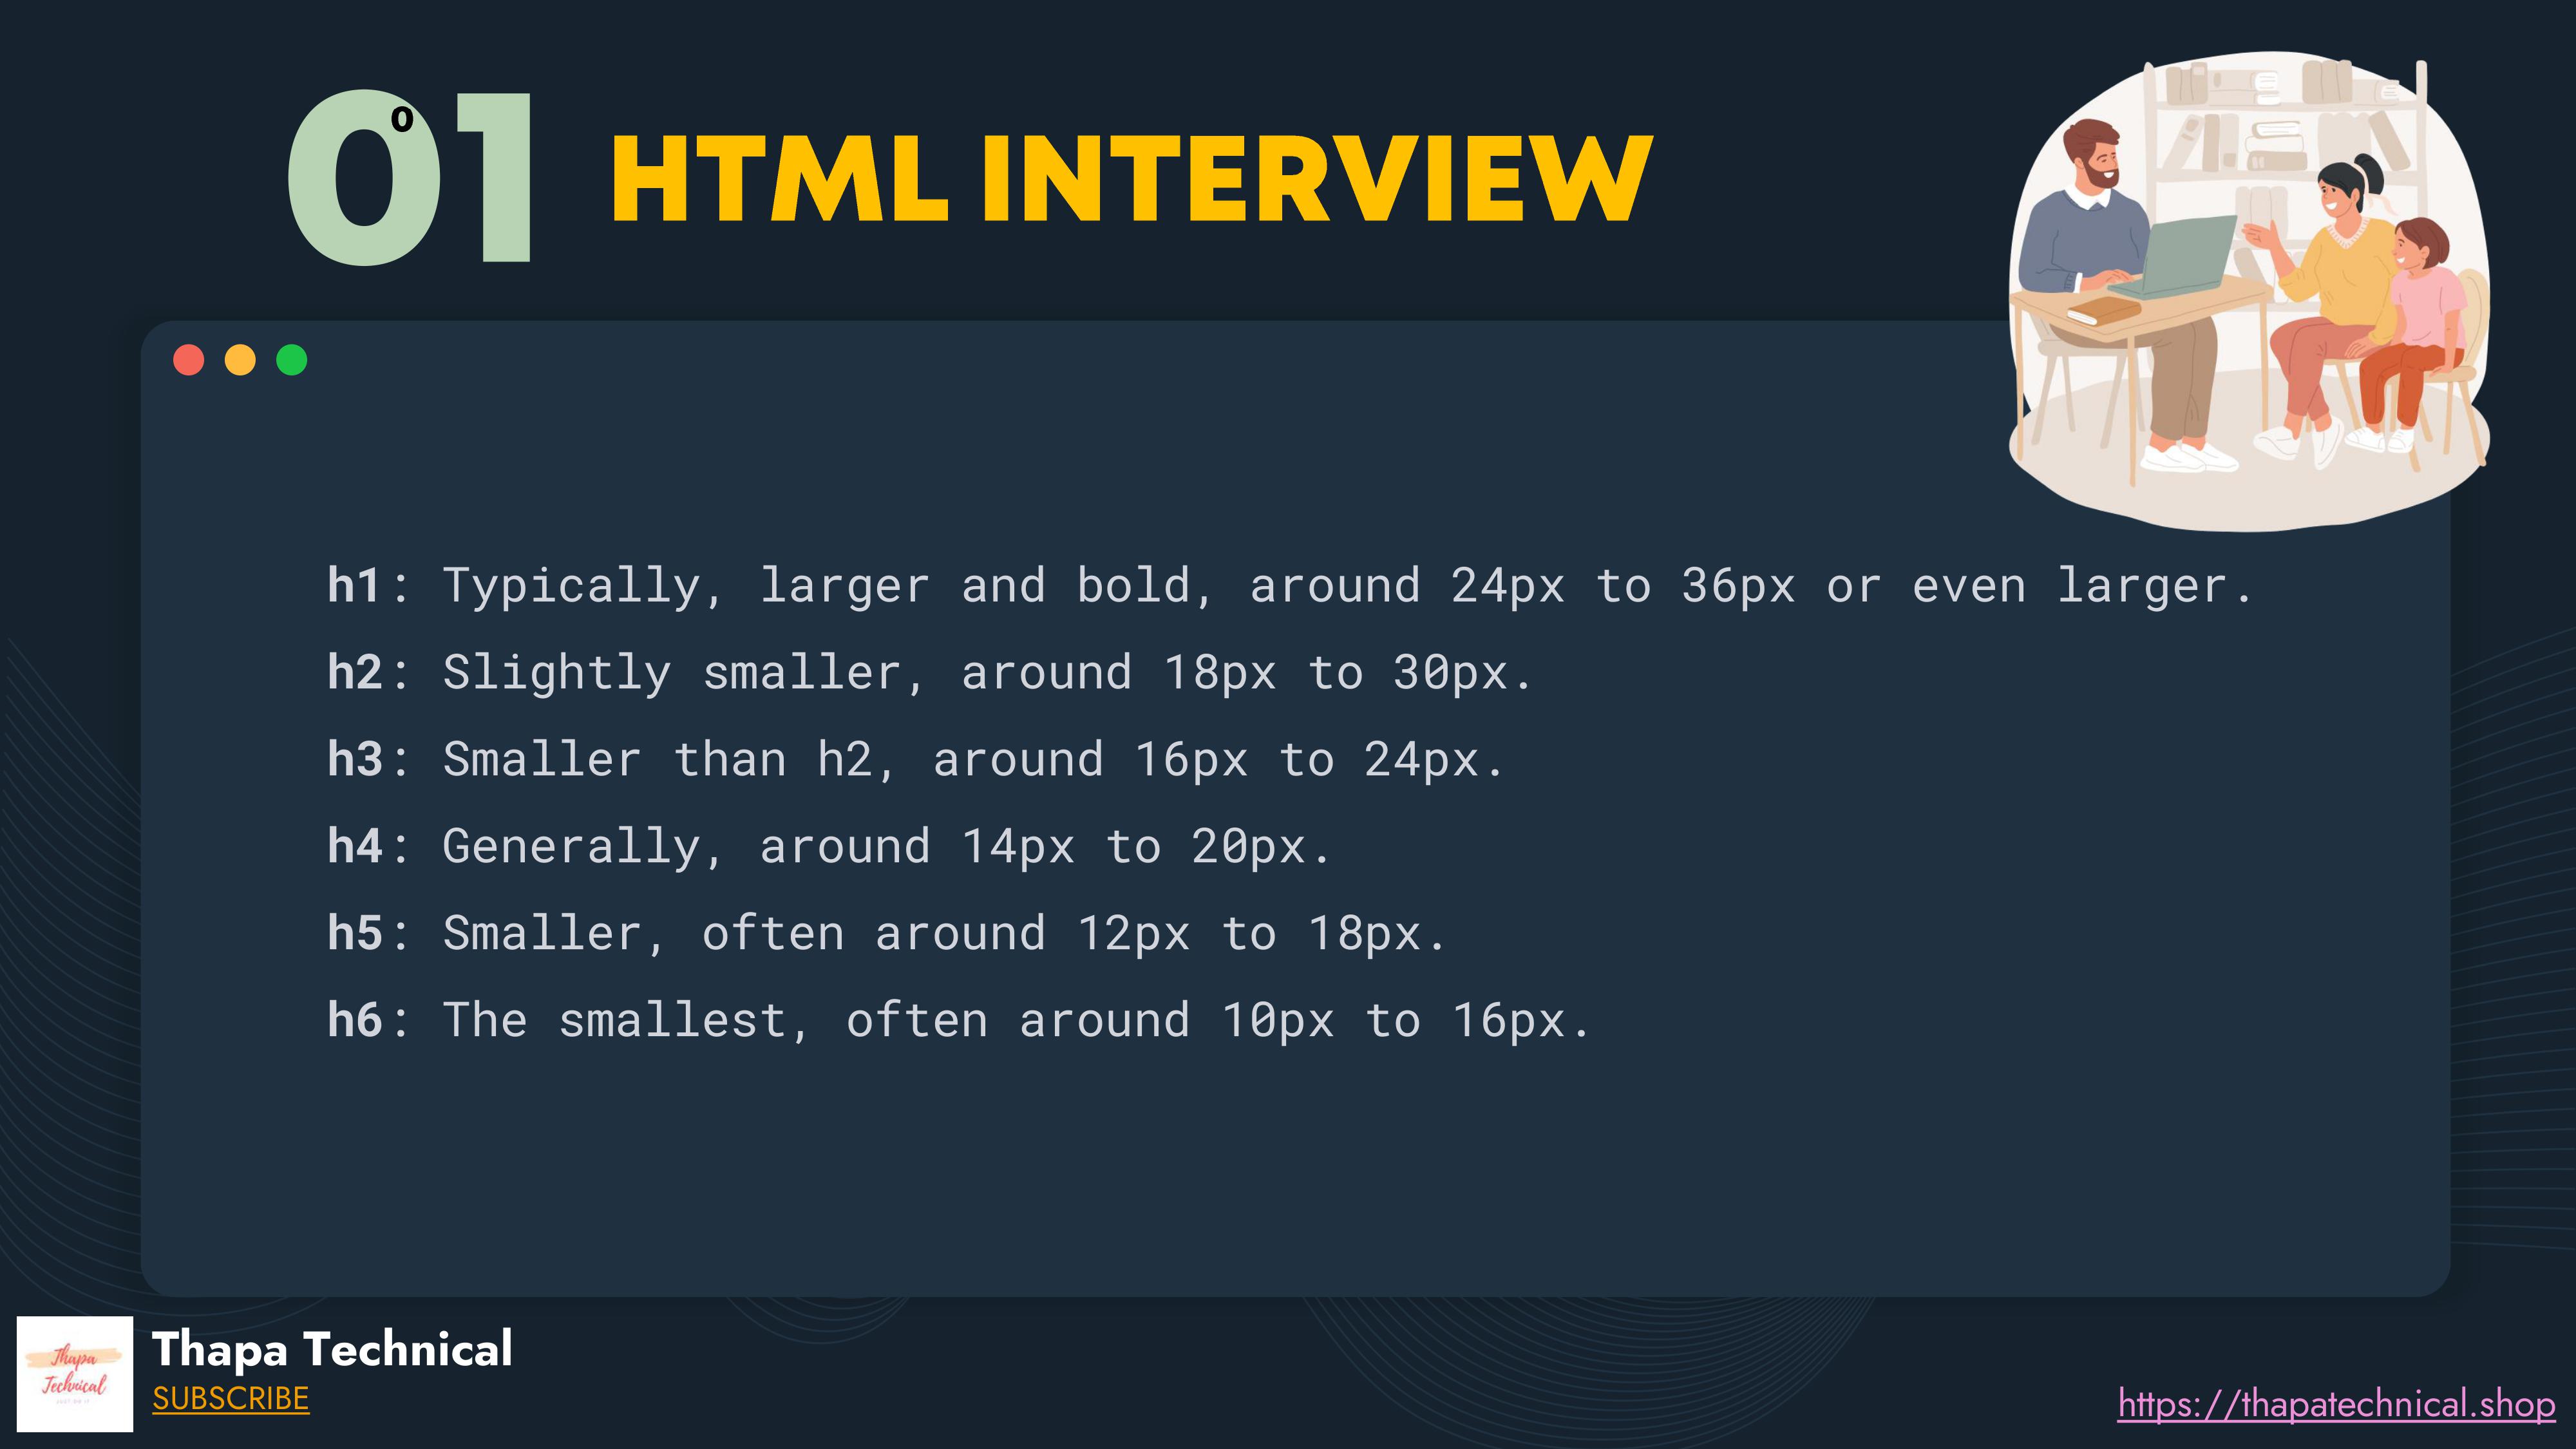 01
0
HTML INTERVIEW
h1: Typically, larger and bold, around 24px to 36px or even larger.
h2: Slightly smaller, around 18px to 30px.
h3: Smaller than h2, around 16px to 24px.
h4: Generally, around 14px to 20px.
h5: Smaller, often around 12px to 18px.
h6: The smallest, often around 10px to 16px.
Thapa
Technical
Thapa Technical
SUBSCRIBE
https://thapatechnical.shop